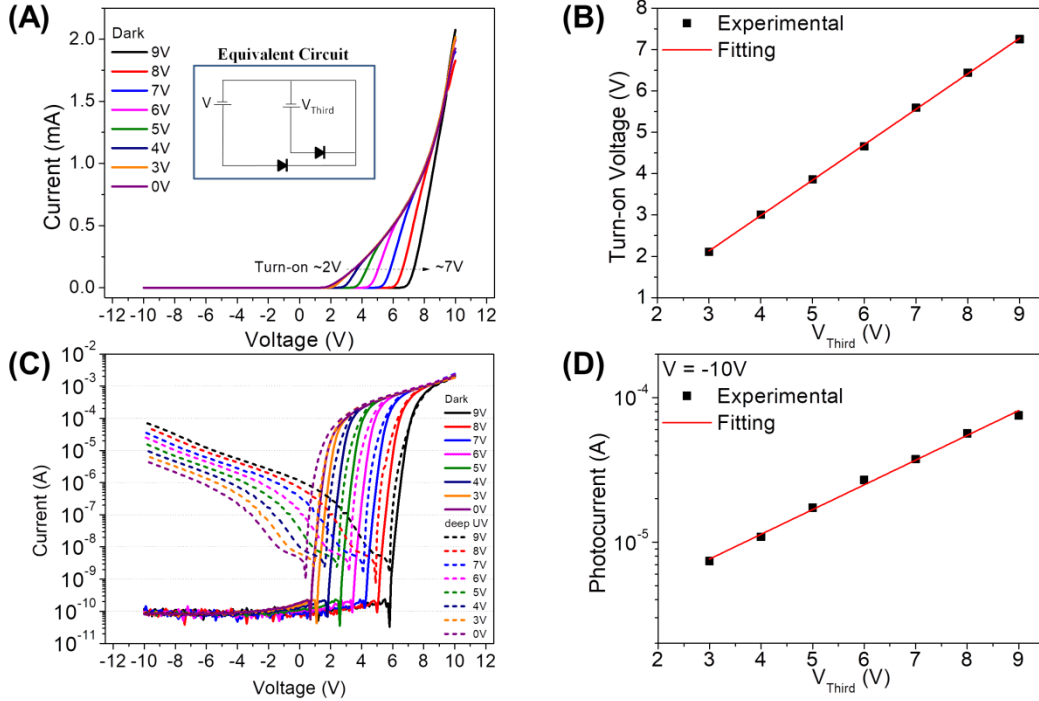 (A)
Dark
9V
8V
7V
6V
5V
4V
3V
0V
Equivalent Circuit
V
V_Third
Turn-on ~2V
~7V
Current (mA)
2.0
1.5
1.0
0.5
0.0
-12 -10 -8 -6 -4 -2 0 2 4 6 8 10 12
Voltage (V)
(B)
Experimental
Fitting
Turn-on Voltage (V)
8
7
6
5
4
3
2
1
2 3 4 5 6 7 8 9
V_Third (V)
(C)
Current (A)
10^-2
10^-3
10^-4
10^-5
10^-6
10^-7
10^-8
10^-9
10^-10
10^-11
Dark
9V
8V
7V
6V
5V
4V
3V
0V
deep UV
9V
8V
7V
6V
5V
4V
3V
0V
-12 -10 -8 -6 -4 -2 0 2 4 6 8 10 12
Voltage (V)
(D)
V = -10V
Experimental
Fitting
Photocurrent (A)
10^-4
10^-5
2 3 4 5 6 7 8 9
V_Third (V)